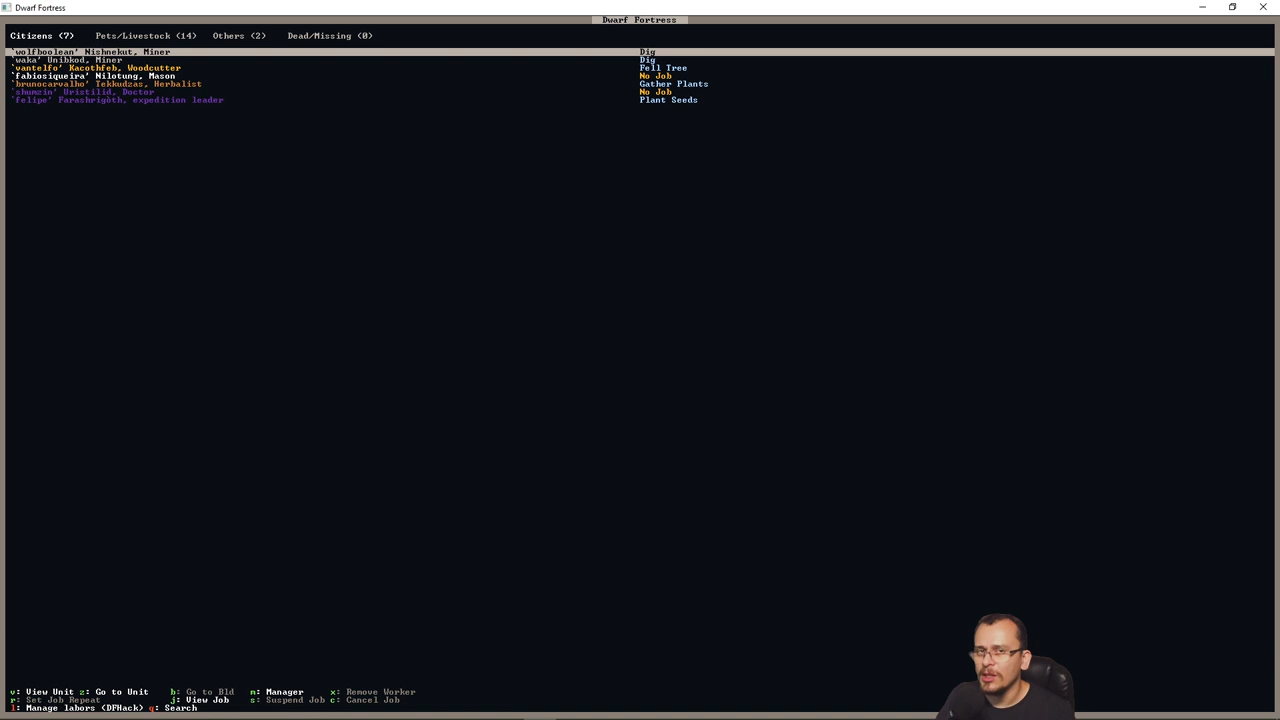 Dwarf Fortress
Dwarf Fortress
Citizens (7) Pets/Livestock (14) Others (2) Dead/Missing (0)
`wolfboolean' Nishnekut, Miner Dig
`waka' Unibkod, Miner Dig
`vantelfo' Kacothfeb, Woodcutter Fell Tree
`fabiosiqueira' Nilotung, Mason No Job
`brunocarvalho' Tekkudzas, Herbalist Gather Plants
`shumzin' Uristilid, Doctor No Job
`felipe' Parashrigòth, expedition leader Plant Seeds
v: View Unit z: Go to Unit b: Go to Bld m: Manager x: Remove Worker
r: Set Job Repeat j: View Job s: Suspend Job c: Cancel Job
l: Manage labors (DFHack) q: Search